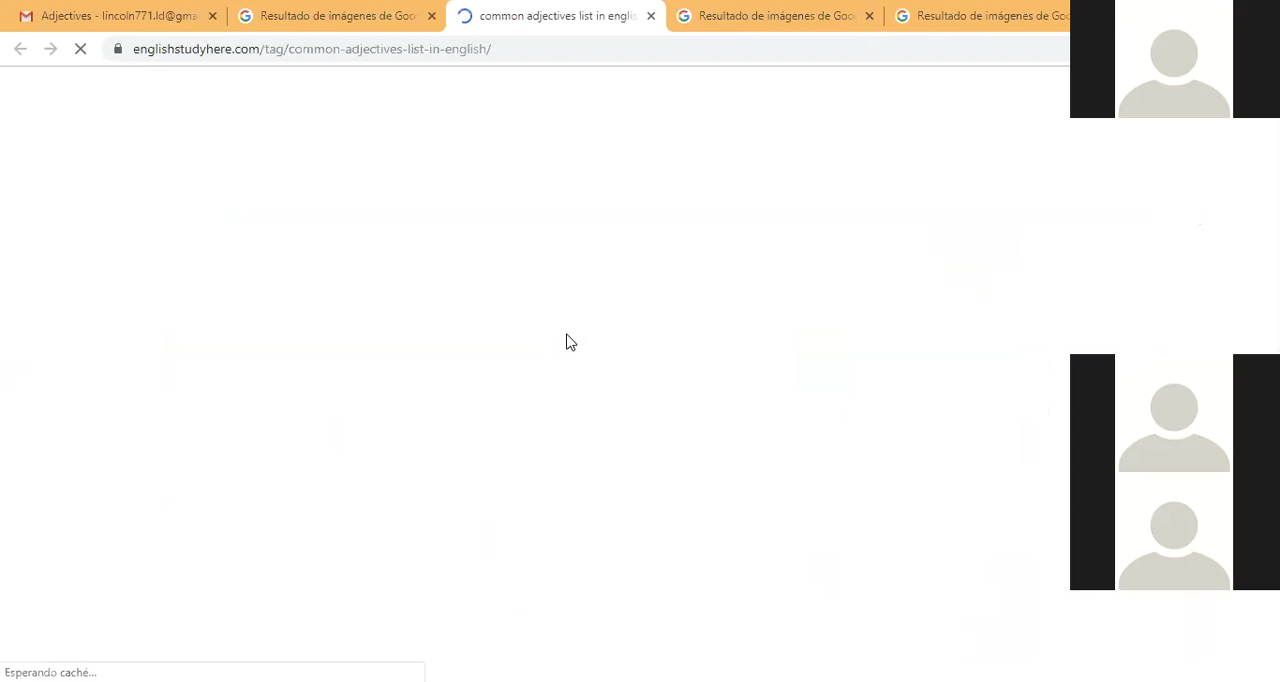 Adjectives - lincoln771.ld@gma
Resultado de imágenes de Goo
common adjectives list in englis
Resultado de imágenes de Goo
Resultado de imágenes de Goo
englishstudyhere.com/tag/common-adjectives-list-in-english/
Esperando caché...